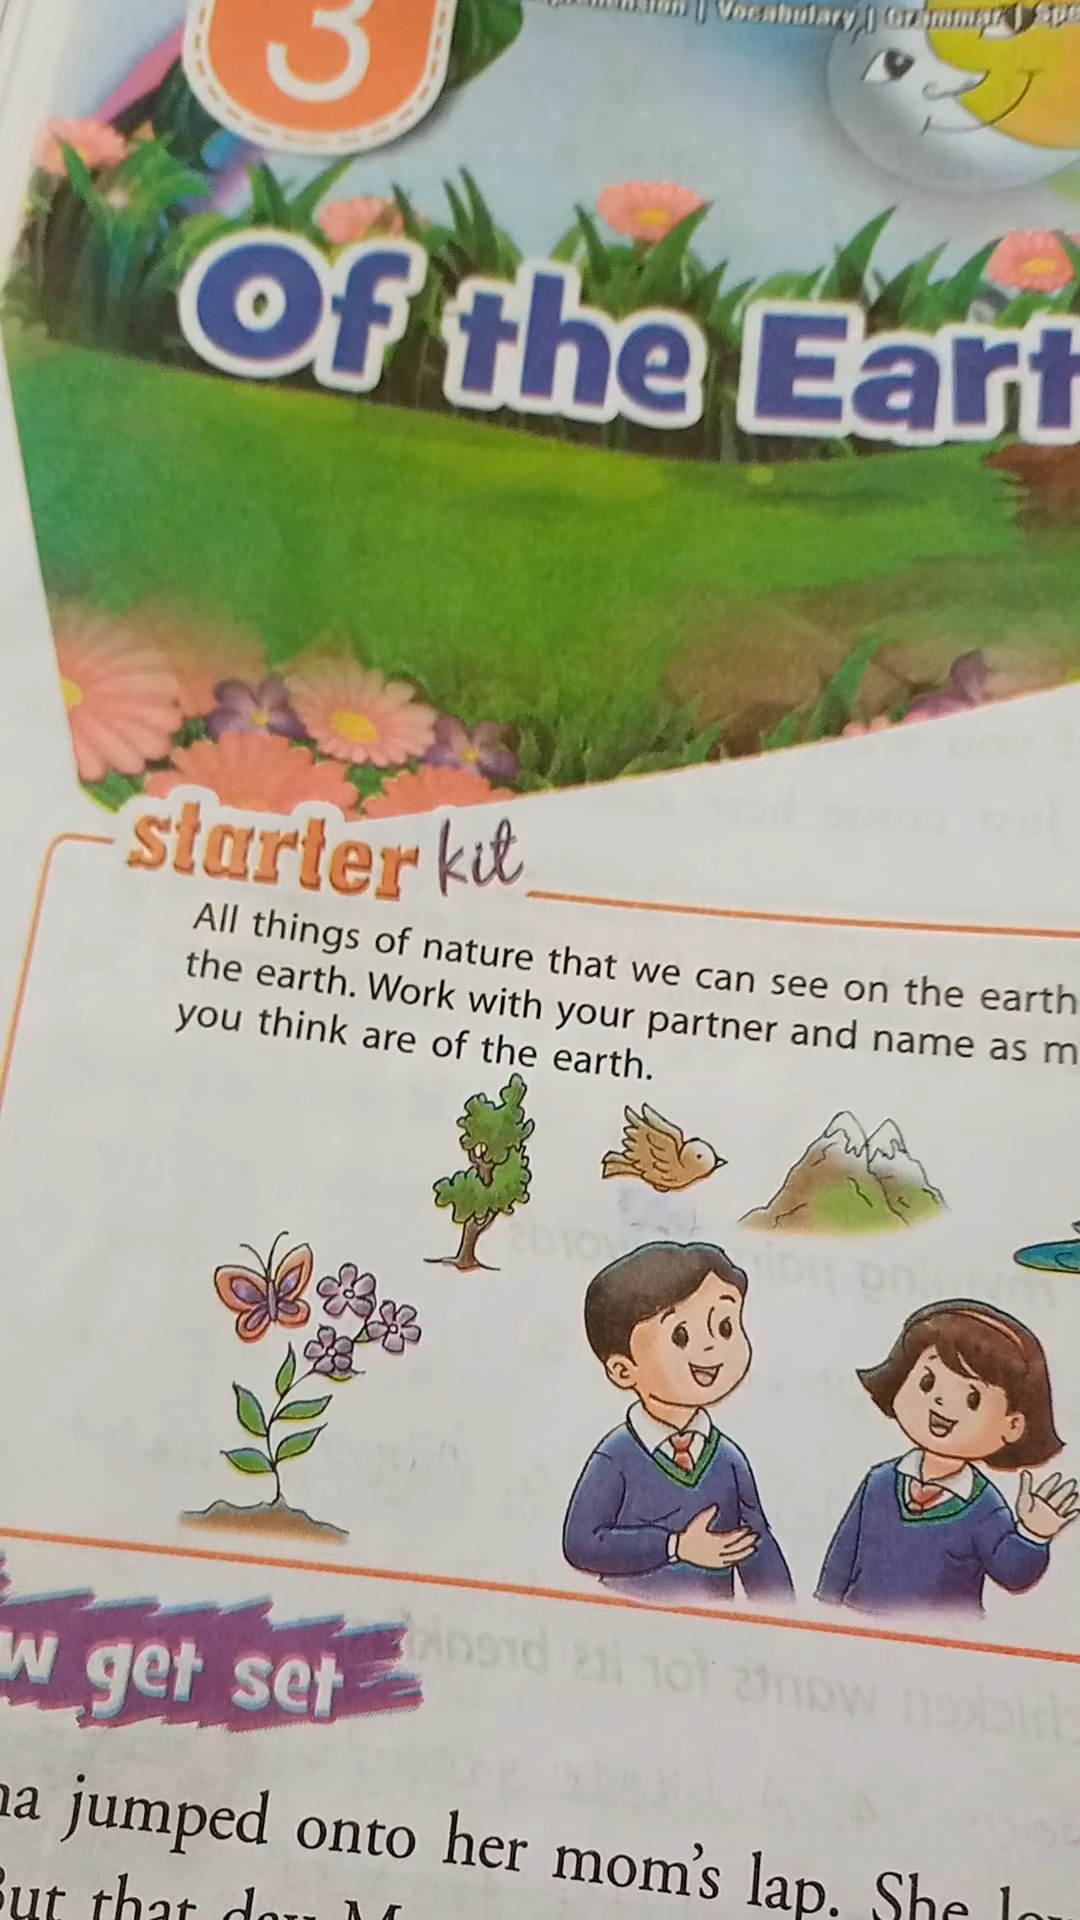 3
Vocabulary | Grammar |
Of the
starter kit
All things of nature that we can see on the earth
the earth. Work with your partner and name as
you think are of the earth.
get set
jumped onto her mom's lap. She
that